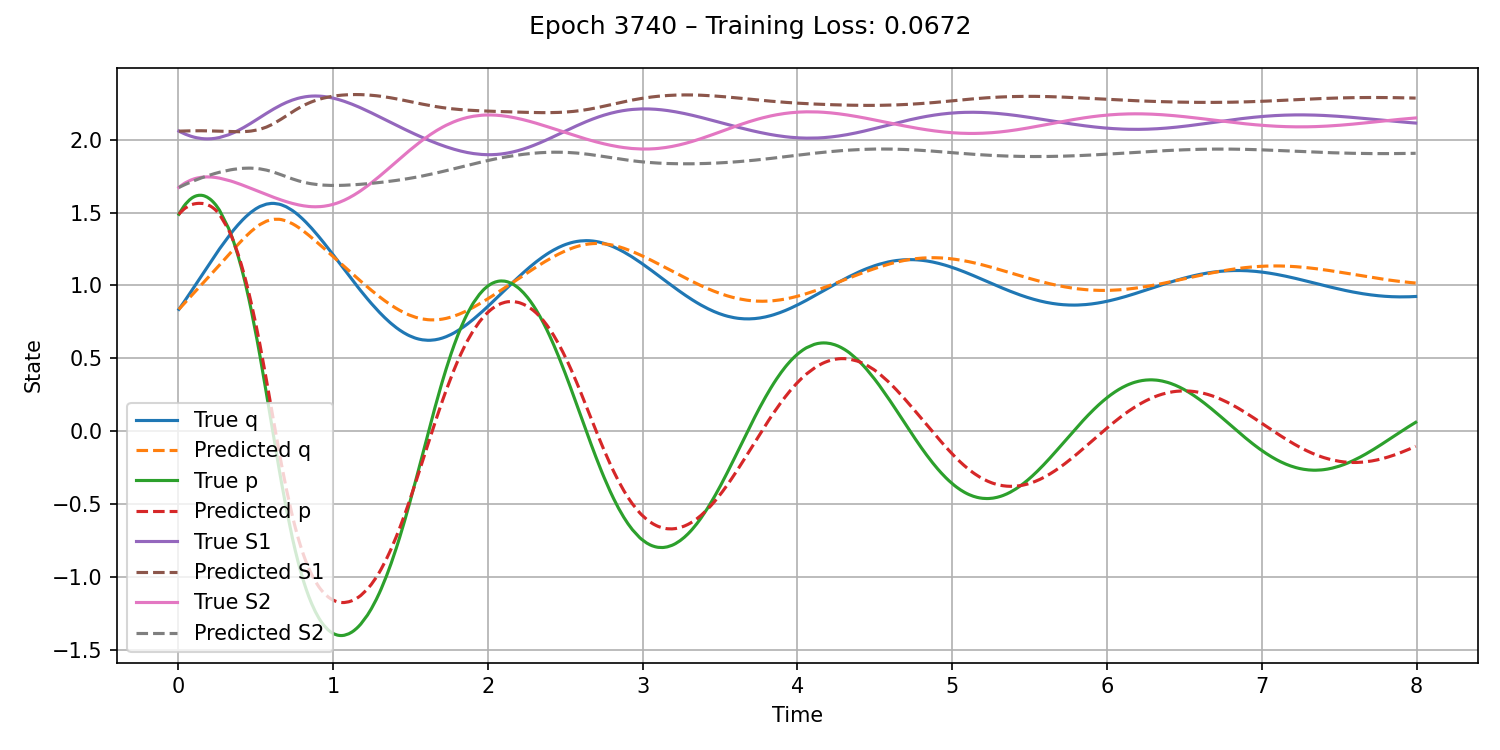 Epoch 3740 – Training Loss: 0.0672
2.0
1.5
1.0
0.5
0.0
−0.5
−1.0
−1.5
State
True q
Predicted q
True p
Predicted p
True S1
Predicted S1
True S2
Predicted S2
0 1 2 3 4 5 6 7 8
Time